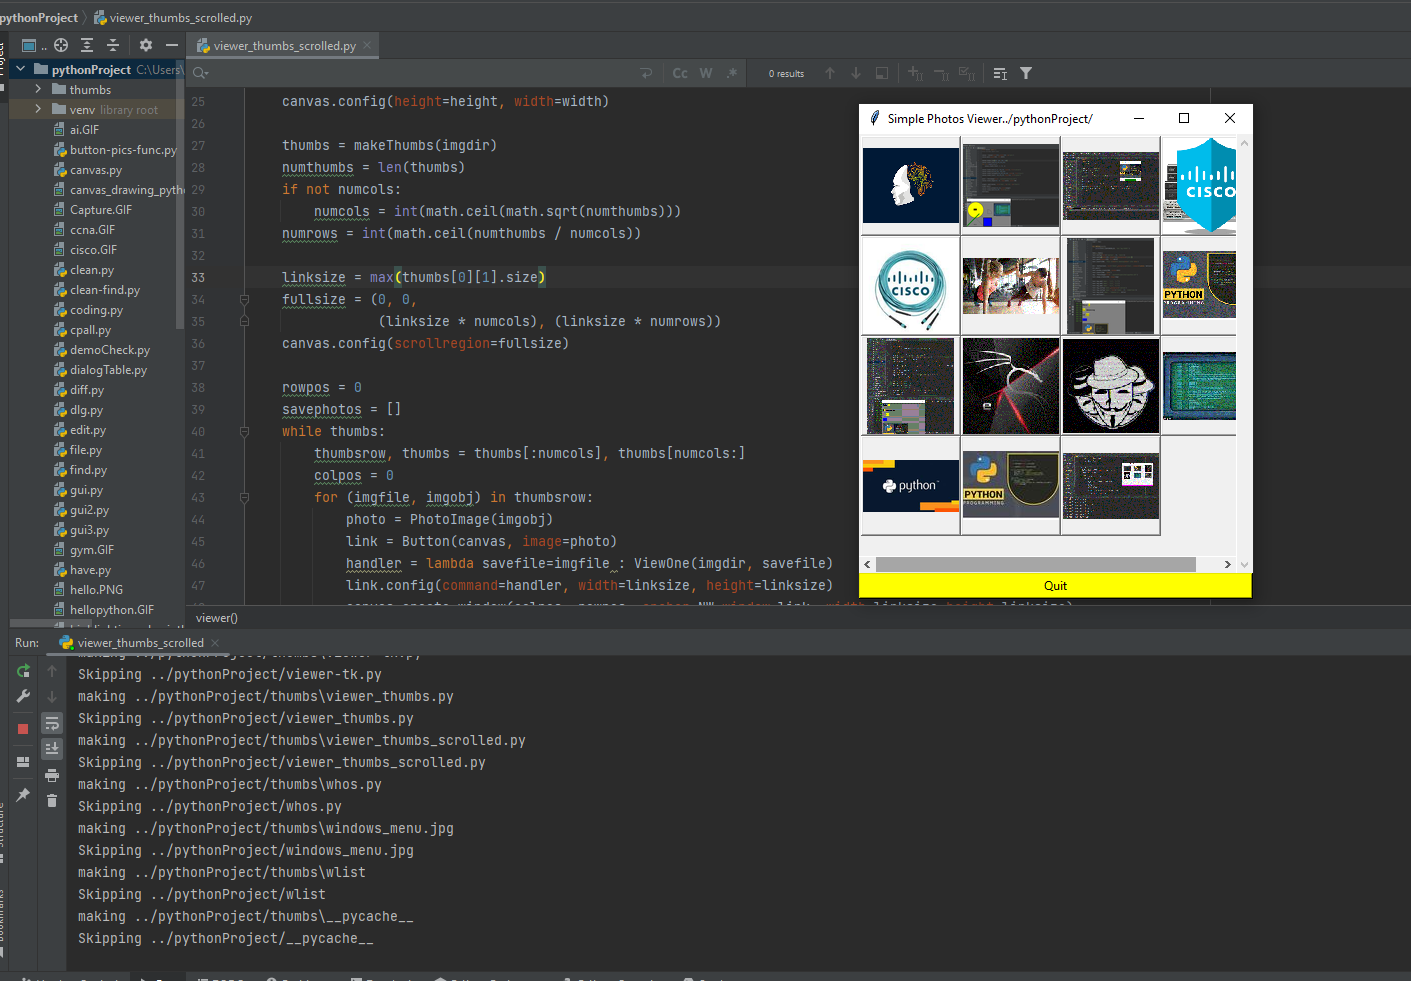 pythonProject
viewer_thumbs_scrolled.py
viewer_thumbs_scrolled.py
Cc
W
0 results
pythonProject C:\Users\
thumbs
venv library root
ai.GIF
button-pics-func.py
canvas.py
canvas_drawing_pytho
Capture.GIF
ccna.GIF
cisco.GIF
clean.py
clean-find.py
coding.py
cpall.py
demoCheck.py
dialogTable.py
diff.py
dlg.py
edit.py
file.py
find.py
gui.py
gui2.py
gui3.py
gym.GIF
have.py
hello.PNG
hellopython.GIF
25 canvas.config(height=height, width=width)
26
27 thumbs = makeThumbs(imgdir)
28 numthumbs = len(thumbs)
29 if not numcols:
30 numcols = int(math.ceil(math.sqrt(numthumbs)))
31 numrows = int(math.ceil(numthumbs / numcols))
32
33 linksize = max(thumbs[0][1].size)
34 fullsize = (0, 0,
35 (linksize * numcols), (linksize * numrows))
36 canvas.config(scrollregion=fullsize)
37
38 rowpos = 0
39 savephotos = []
40 while thumbs:
41 thumbsrow, thumbs = thumbs[:numcols], thumbs[numcols:]
42 colpos = 0
43 for (imgfile, imgobj) in thumbsrow:
44 photo = PhotoImage(imgobj)
45 link = Button(canvas, image=photo)
46 handler = lambda savefile=imgfile : ViewOne(imgdir, savefile)
47 link.config(command=handler, width=linksize, height=linksize)
viewer()
Simple Photos Viewer../pythonProject/
CISCO
CISCO
PYTHON
PROGRAMMING
python
PYTHON
PROGRAMMING
Quit
Run:
viewer_thumbs_scrolled
Skipping ../pythonProject/viewer-tk.py
making ../pythonProject/thumbs\viewer_thumbs.py
Skipping ../pythonProject/viewer_thumbs.py
making ../pythonProject/thumbs\viewer_thumbs_scrolled.py
Skipping ../pythonProject/viewer_thumbs_scrolled.py
making ../pythonProject/thumbs\whos.py
Skipping ../pythonProject/whos.py
making ../pythonProject/thumbs\windows_menu.jpg
Skipping ../pythonProject/windows_menu.jpg
making ../pythonProject/thumbs\wlist
Skipping ../pythonProject/wlist
making ../pythonProject/thumbs\__pycache__
Skipping ../pythonProject/__pycache__